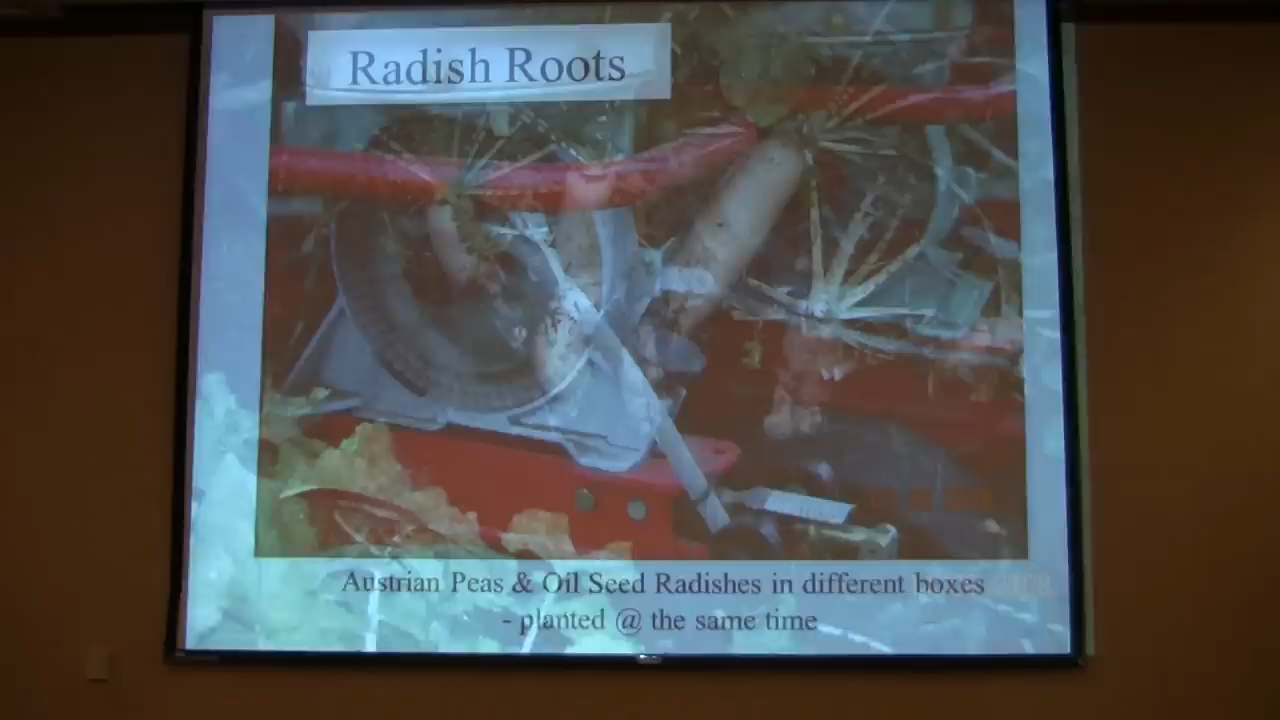 Radish Roots
Austrian Peas & Oil Seed Radishes in different boxes
- planted @ the same time